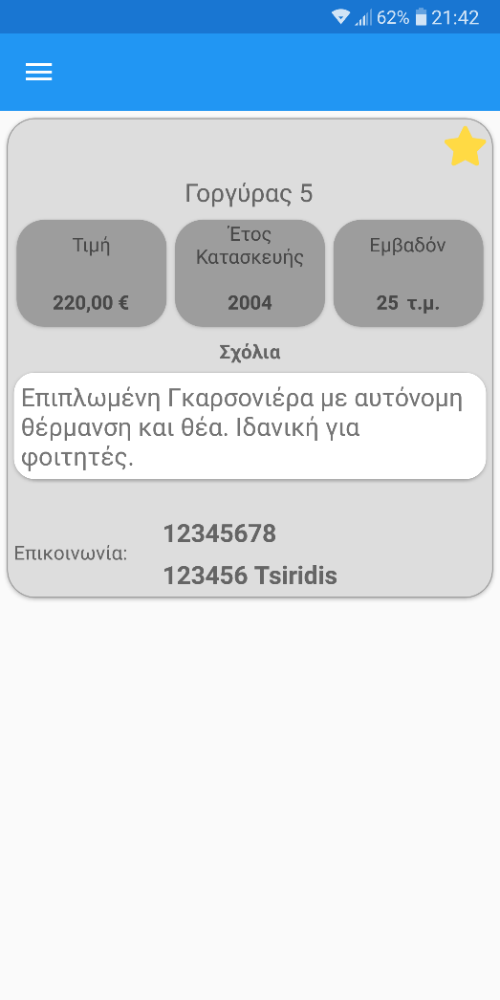 62% 21:42
Γοργύρας 5
Τιμή
220,00 €
Έτος
Κατασκευής
2004
Εμβαδόν
25 τ.μ.
Σχόλια
Επιπλωμένη Γκαρσονιέρα με αυτόνομη
θέρμανση και θέα. Ιδανική για
φοιτητές.
Επικοινωνία:
12345678
123456 Tsiridis